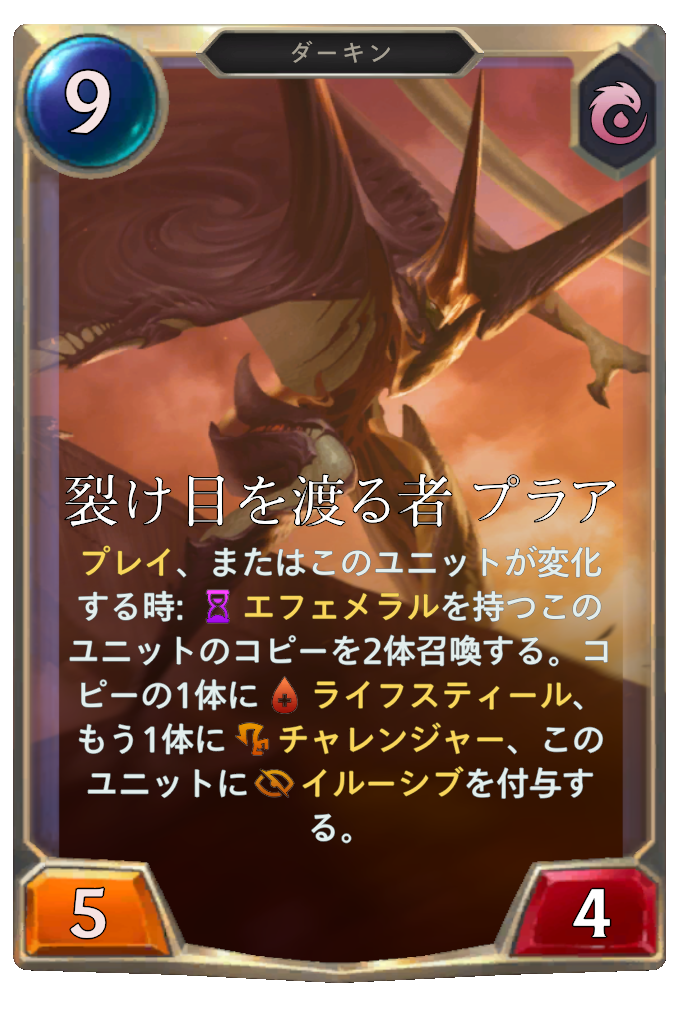 ダーキン
9
裂け目を渡る者 プラア
プレイ、またはこのユニットが変化
する時: エフェメラルを持つこの
ユニットのコピーを2体召喚する。コ
ピーの1体に ライフスティール、
もう1体に チャレンジャー、この
ユニットに イルーシブを付与す
る。
5
4